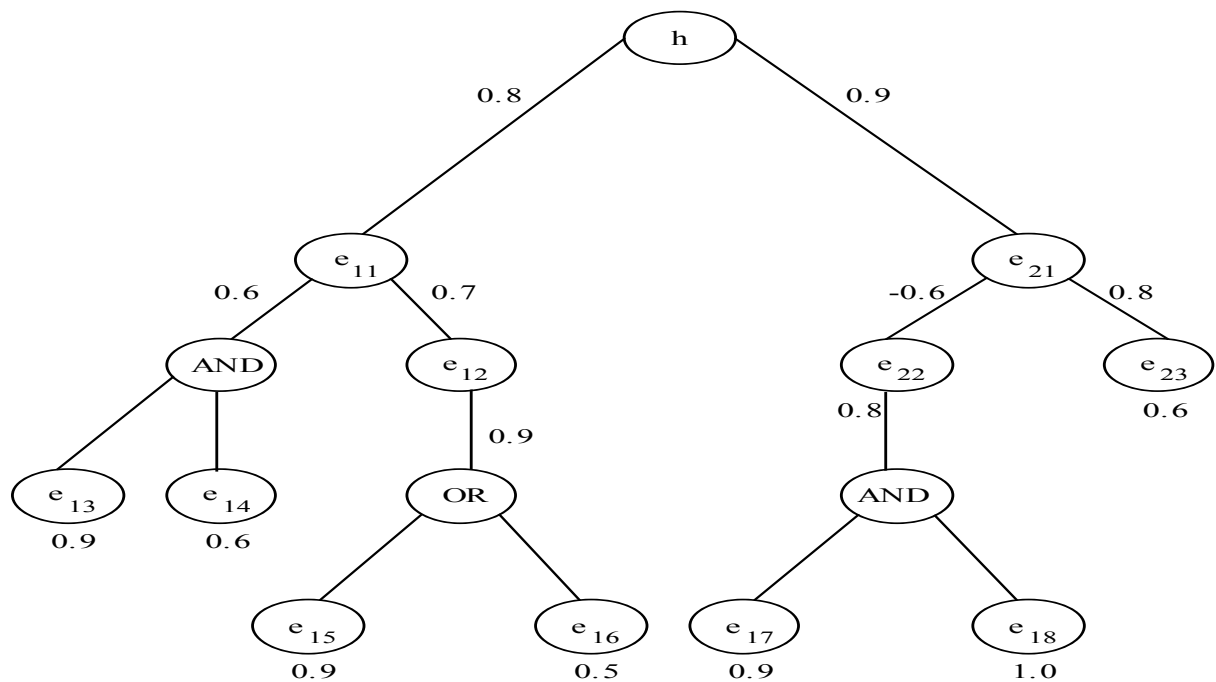 h
0.8 0.9
e11 e21
0.6 0.7 -0.6 0.8
AND e12 e22 e23
0.8 0.6
0.9
e13 e14 OR AND
0.9 0.6
e15 e16 e17 e18
0.9 0.5 0.9 1.0